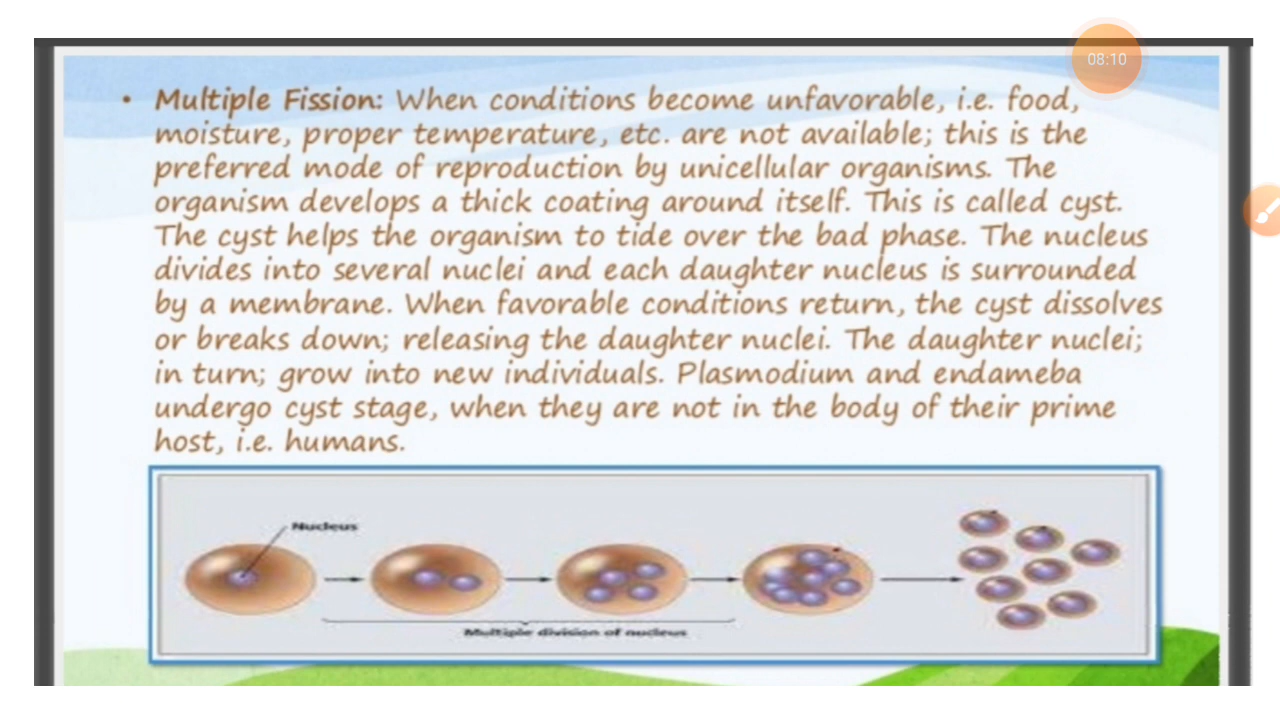 08:10
• Multiple Fission: When conditions become unfavorable, i.e. food,
moisture, proper temperature, etc. are not available; this is the
preferred mode of reproduction by unicellular organisms. The
organism develops a thick coating around itself. This is called cyst.
The cyst helps the organism to tide over the bad phase. The nucleus
divides into several nuclei and each daughter nucleus is surrounded
by a membrane. When favorable conditions return, the cyst dissolves
or breaks down; releasing the daughter nuclei. The daughter nuclei;
in turn; grow into new individuals. Plasmodium and endameba
undergo cyst stage, when they are not in the body of their prime
host, i.e. humans.
Nucleus
Multiple division of nucleus